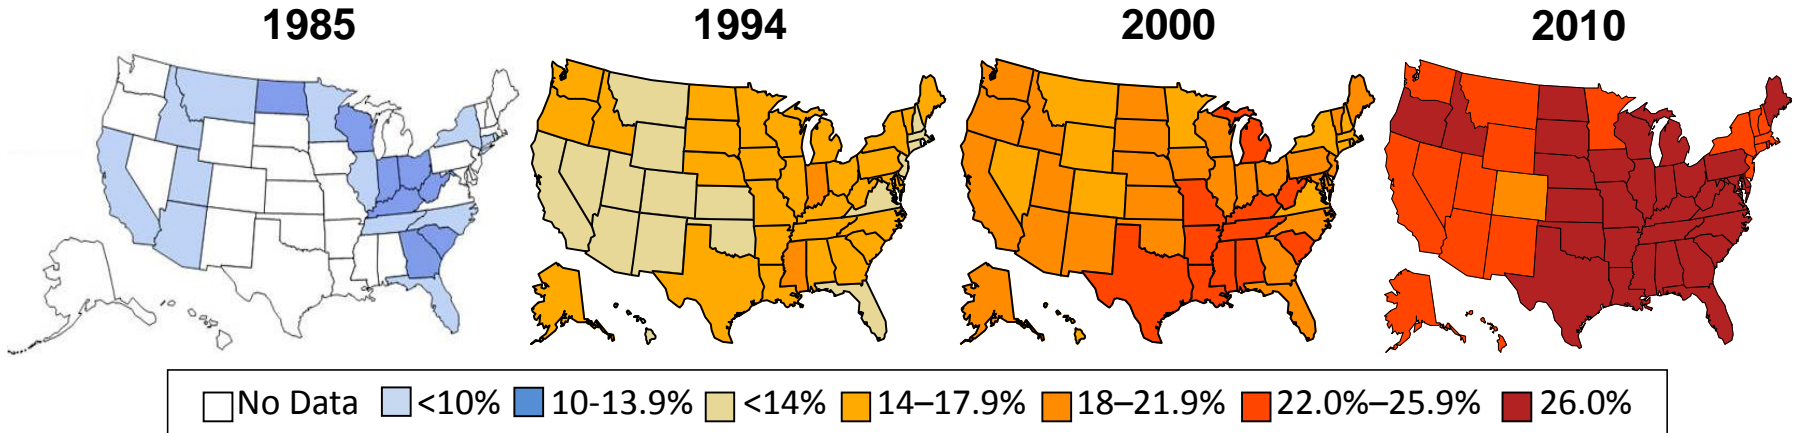 1985 1994 2000 2010
No Data <10% 10-13.9% <14% 14–17.9% 18–21.9% 22.0%–25.9% 26.0%